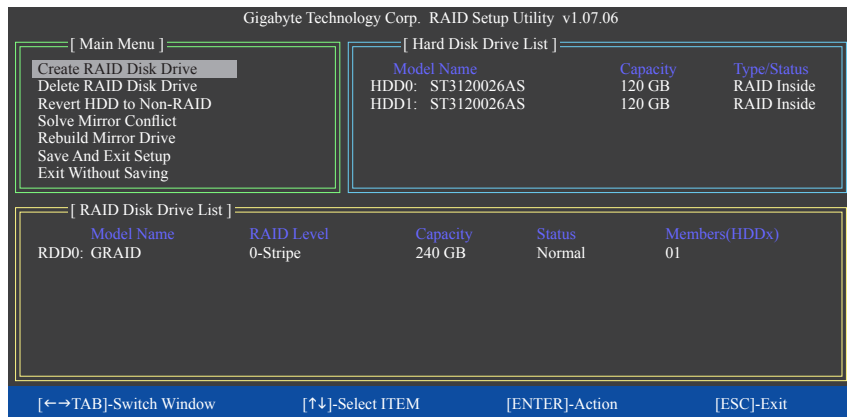 Gigabyte Technology Corp. RAID Setup Utility v1.07.06
[ Main Menu ]
Create RAID Disk Drive
Delete RAID Disk Drive
Revert HDD to Non-RAID
Solve Mirror Conflict
Rebuild Mirror Drive
Save And Exit Setup
Exit Without Saving
[ Hard Disk Drive List ]
Model Name Capacity Type/Status
HDD0: ST3120026AS 120 GB RAID Inside
HDD1: ST3120026AS 120 GB RAID Inside
[ RAID Disk Drive List ]
Model Name RAID Level Capacity Status Members(HDDx)
RDD0: GRAID 0-Stripe 240 GB Normal 01
[←→TAB]-Switch Window [↑↓]-Select ITEM [ENTER]-Action [ESC]-Exit